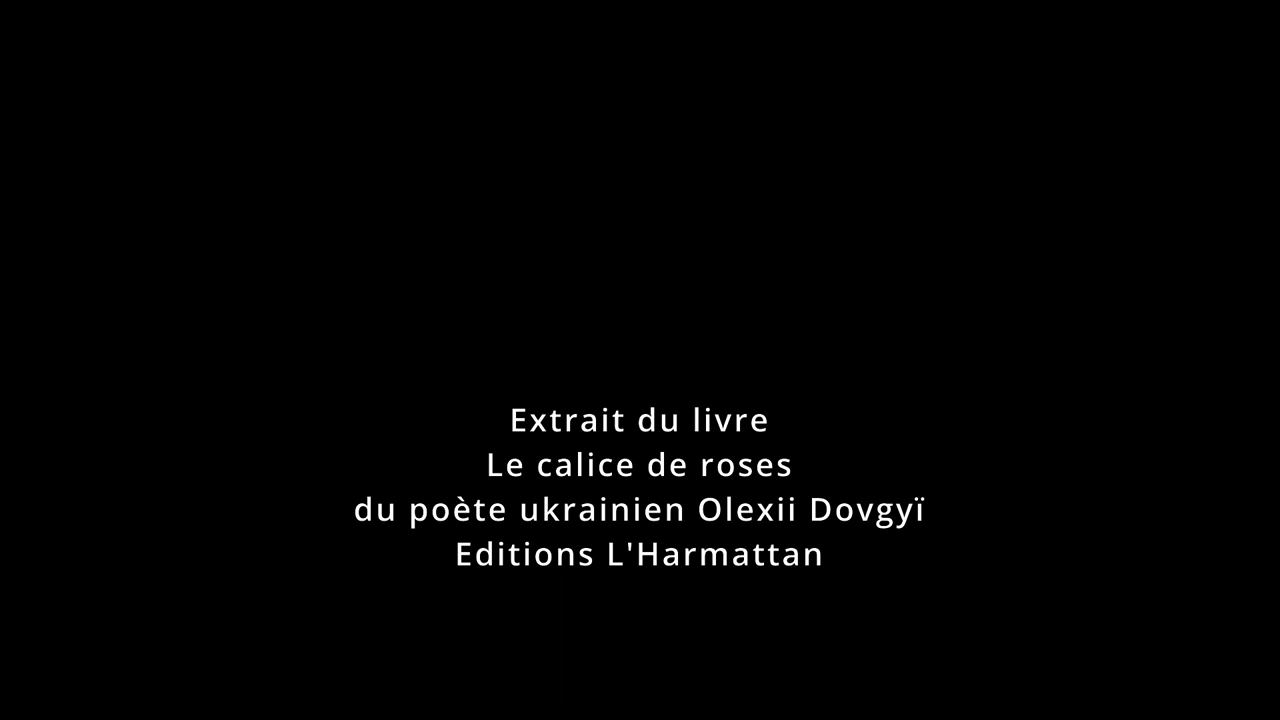 Extrait du livre
Le calice de roses
du poète ukrainien Olexii Dovgyï
Editions L'Harmattan